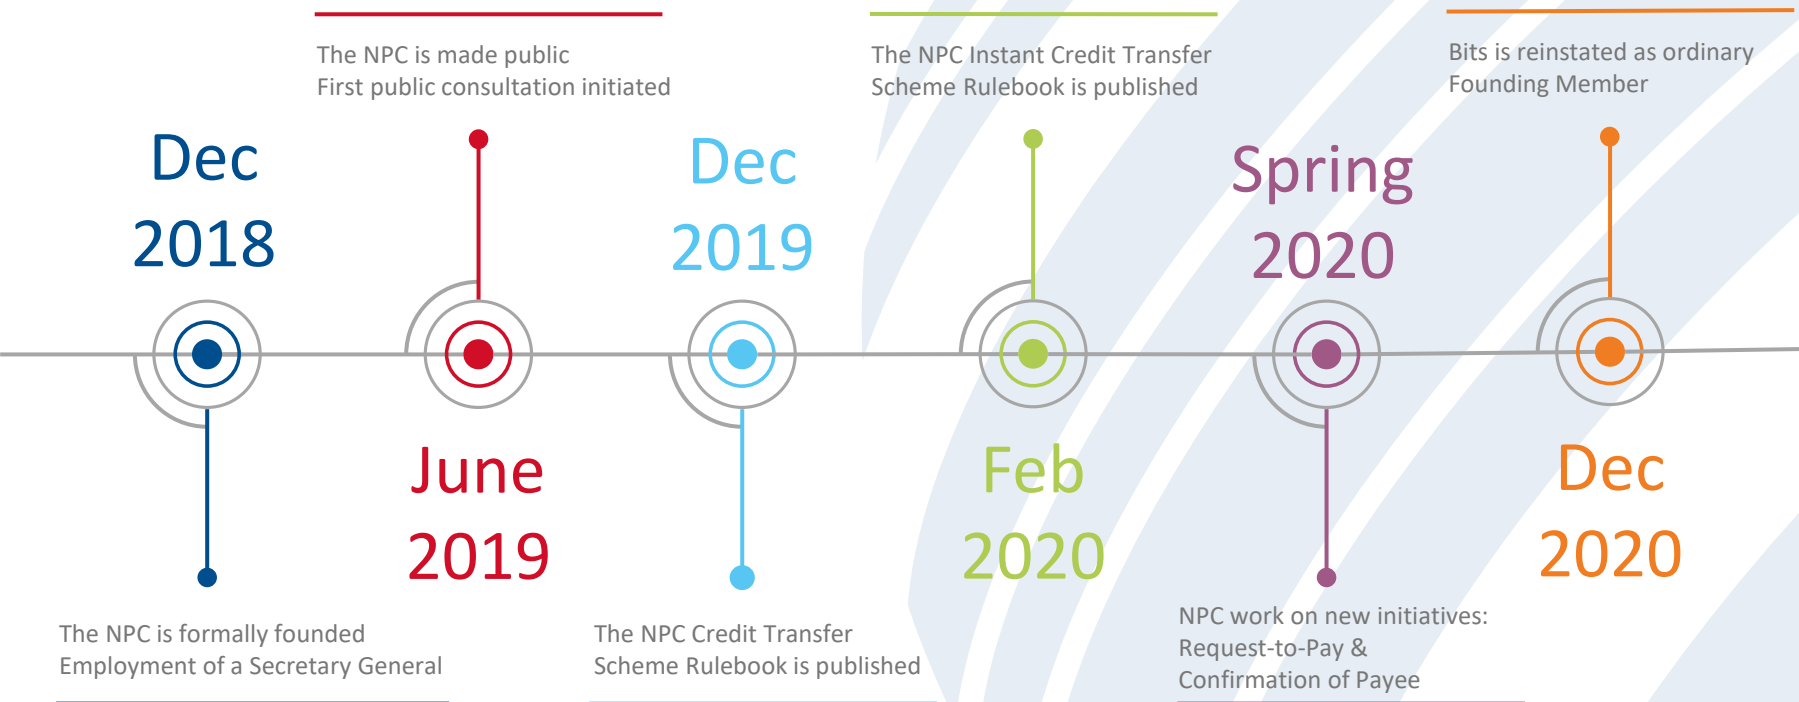 The NPC is made public
First public consultation initiated
The NPC Instant Credit Transfer
Scheme Rulebook is published
Bits is reinstated as ordinary
Founding Member
Dec
2018
Dec
2019
Spring
2020
June
2019
Feb
2020
Dec
2020
The NPC is formally founded
Employment of a Secretary General
The NPC Credit Transfer
Scheme Rulebook is published
NPC work on new initiatives:
Request-to-Pay &
Confirmation of Payee